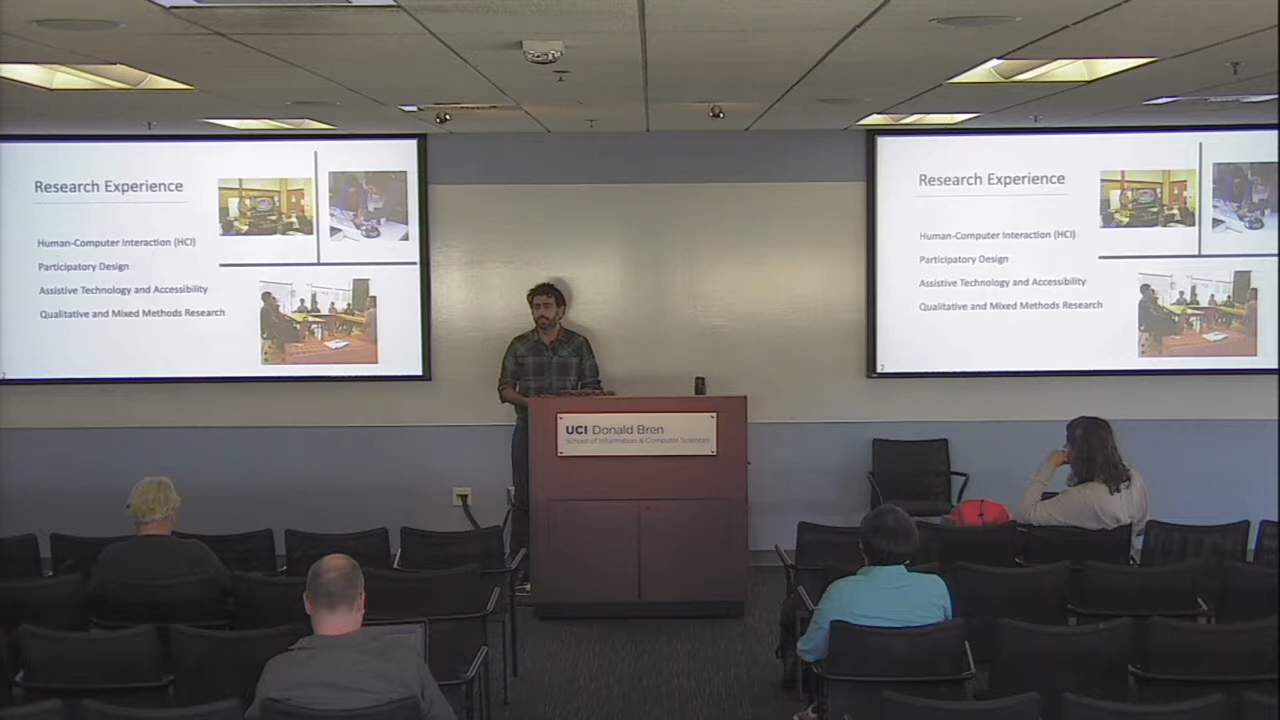 Research Experience
Human-Computer Interaction (HCI)
Participatory Design
Assistive Technology and Accessibility
Qualitative and Mixed Methods Research
2
UCI Donald Bren
School of Information & Computer Sciences
Research Experience
Human-Computer Interaction (HCI)
Participatory Design
Assistive Technology and Accessibility
Qualitative and Mixed Methods Research
2